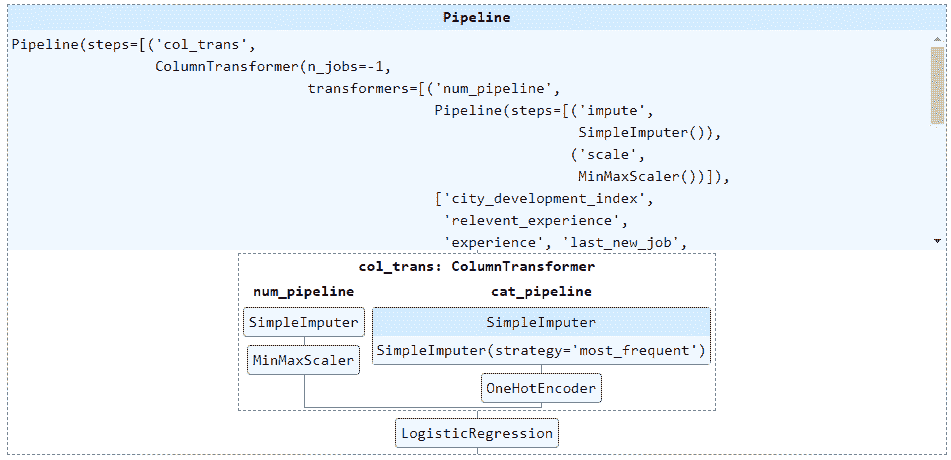 Pipeline
Pipeline(steps=[('col_trans',
ColumnTransformer(n_jobs=-1,
transformers=[('num_pipeline',
Pipeline(steps=[('impute',
SimpleImputer()),
('scale',
MinMaxScaler())]),
['city_development_index',
'relevent_experience',
'experience', 'last_new_job',
col_trans: ColumnTransformer
num_pipeline cat_pipeline
SimpleImputer SimpleImputer
MinMaxScaler SimpleImputer(strategy='most_frequent')
OneHotEncoder
LogisticRegression